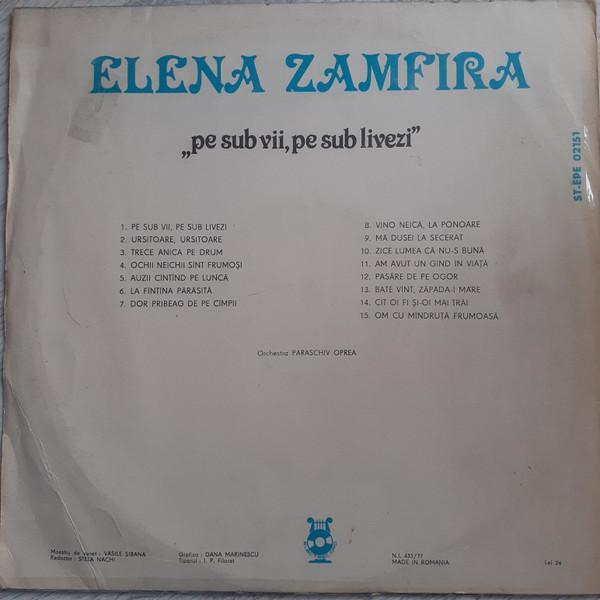 ELENA ZAMFIRA
„pe sub vii, pe sub livezi”
ST-EPE 02151
1. PE SUB VII, PE SUB LIVEZI
2. URSITOARE, URSITOARE
3. TRECE ANICA PE DRUM
4. OCHII NEICHII SÎNT FRUMOȘI
5. AUZII CÎNTÎND PE LUNCĂ
6. LA FÎNTÎNA PĂRĂSITĂ
7. DOR PRIBEAG DE PE CÎMPII
8. VINO NEICĂ, LA PONOARE
9. MĂ DUSEI LA SECERAT
10. ZICE LUMEA CĂ NU-S BUNĂ
11. AM AVUT UN GÎND ÎN VIAȚĂ
12. PASĂRE DE PE OGOR
13. BATE VÎNT, ZĂPADA-I MARE
14. CÎT OI FI ȘI-OI MAI TRĂI
15. OM CU MÎNDRUȚĂ FRUMOASĂ
Orchestra PARASCHIV OPREA
Maestru de sunet : VASILE ȘIBANA
Redactor : STELA NACHI
Grafica : DANA MARINESCU
Tiparul : I. P. Filaret
N.I. 433/77
MADE IN ROMANIA
Lei 26